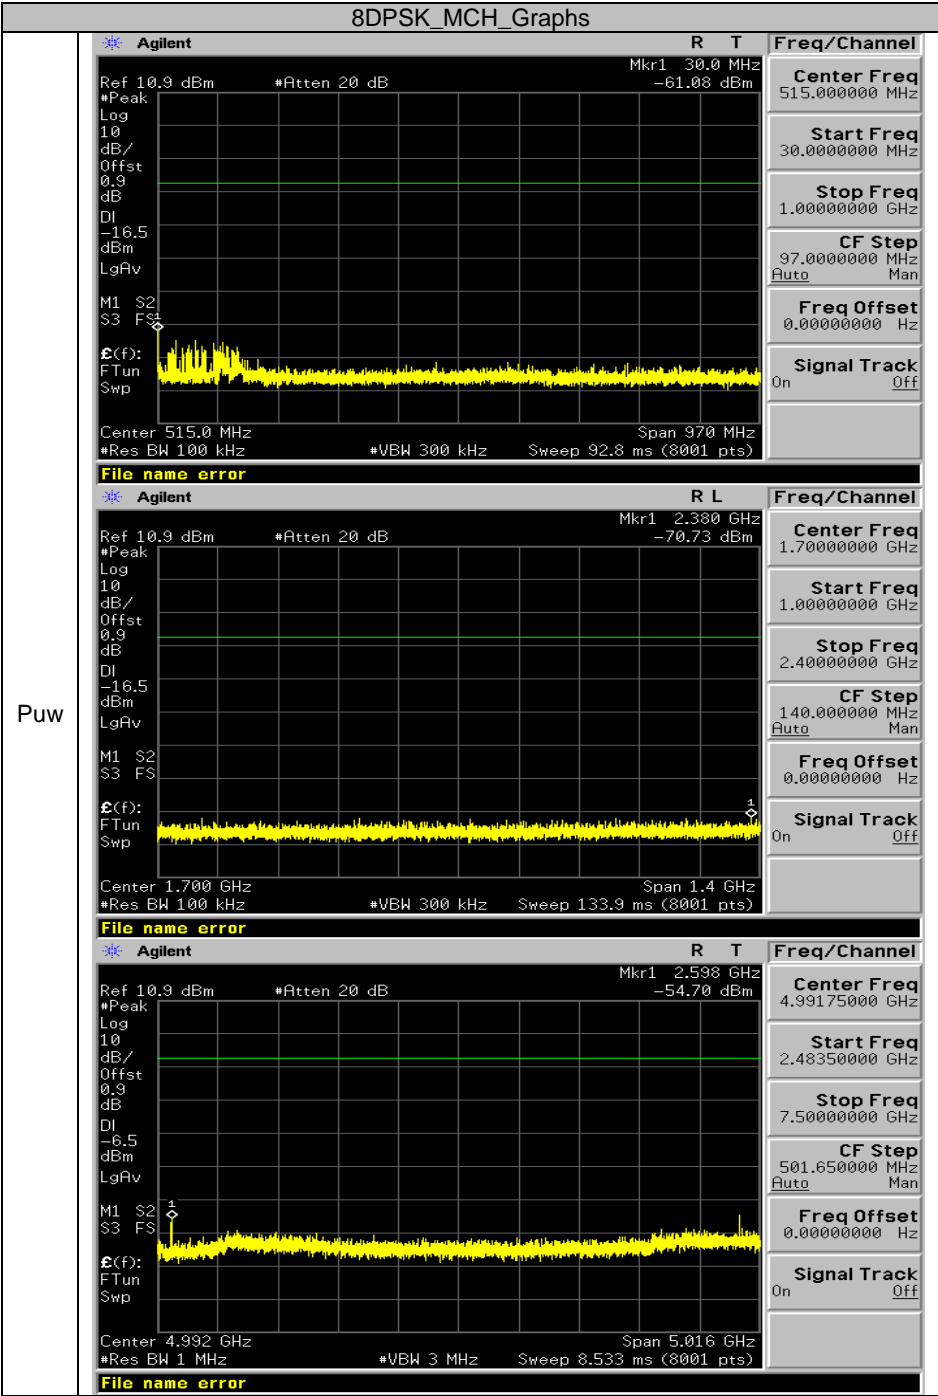 8DPSK_MCH_Graphs
Puw
Agilent R T Freq/Channel
Mkr1 30.0 MHz
Ref 10.9 dBm #Atten 20 dB -61.08 dBm
#Peak
Log
10
dB/
Offst
0.9
dB
DI
-16.5
dBm
LgAv
M1 S2
S3 FS
1
£(f):
FTun
Swp
Center 515.0 MHz Span 970 MHz
#Res BW 100 kHz #VBW 300 kHz Sweep 92.8 ms (8001 pts)
Center Freq
515.000000 MHz
Start Freq
30.0000000 MHz
Stop Freq
1.00000000 GHz
CF Step
97.0000000 MHz
Auto Man
Freq Offset
0.00000000 Hz
Signal Track
On Off
File name error
Agilent R L Freq/Channel
Mkr1 2.380 GHz
Ref 10.9 dBm #Atten 20 dB -70.73 dBm
#Peak
Log
10
dB/
Offst
0.9
dB
DI
-16.5
dBm
LgAv
M1 S2
S3 FS
1
£(f):
FTun
Swp
Center 1.700 GHz Span 1.4 GHz
#Res BW 100 kHz #VBW 300 kHz Sweep 133.9 ms (8001 pts)
Center Freq
1.70000000 GHz
Start Freq
1.00000000 GHz
Stop Freq
2.40000000 GHz
CF Step
140.000000 MHz
Auto Man
Freq Offset
0.00000000 Hz
Signal Track
On Off
File name error
Agilent R T Freq/Channel
Mkr1 2.598 GHz
Ref 10.9 dBm #Atten 20 dB -54.70 dBm
#Peak
Log
10
dB/
Offst
0.9
dB
DI
-6.5
dBm
LgAv
M1 S2
S3 FS
1
£(f):
FTun
Swp
Center 4.992 GHz Span 5.016 GHz
#Res BW 1 MHz #VBW 3 MHz Sweep 8.533 ms (8001 pts)
Center Freq
4.99175000 GHz
Start Freq
2.48350000 GHz
Stop Freq
7.50000000 GHz
CF Step
501.650000 MHz
Auto Man
Freq Offset
0.00000000 Hz
Signal Track
On Off
File name error